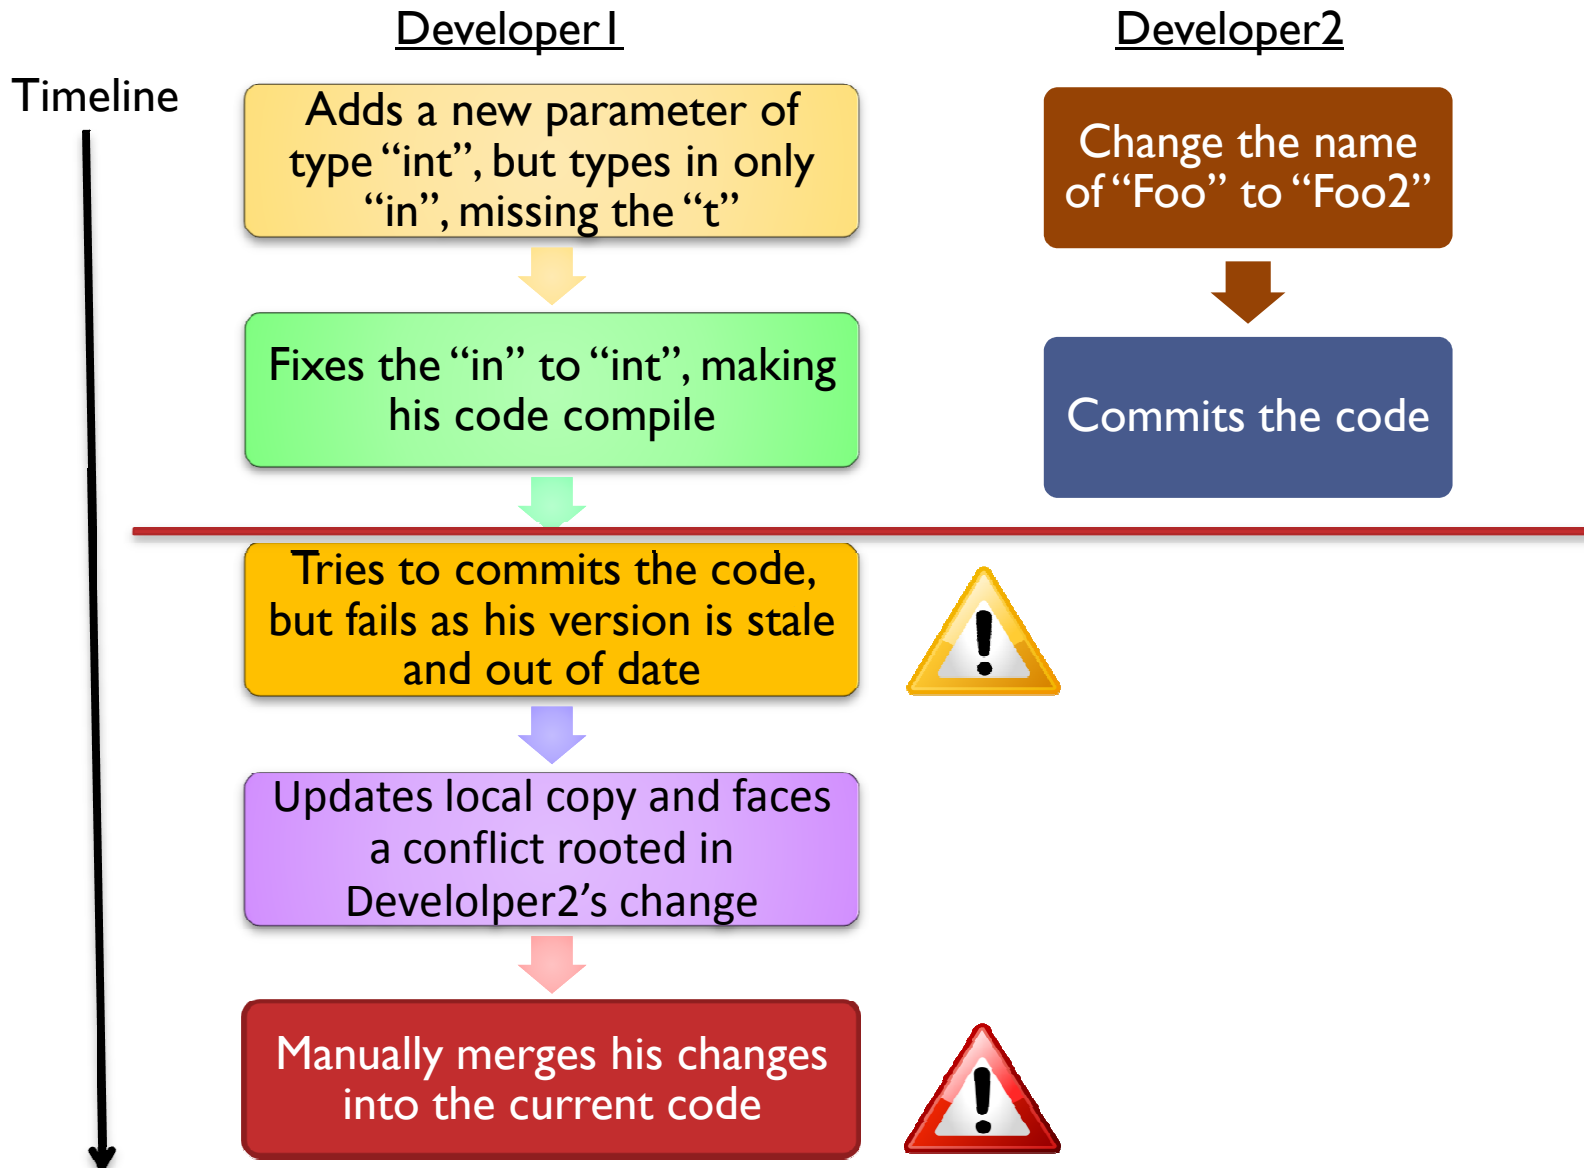 Developer1
Developer2
Timeline
Adds a new parameter of
type “int”, but types in only
“in”, missing the “t”
Change the name
of “Foo” to “Foo2”
Fixes the “in” to “int”, making
his code compile
Commits the code
Tries to commits the code,
but fails as his version is stale
and out of date
Updates local copy and faces
a conflict rooted in
Develolper2’s change
Manually merges his changes
into the current code